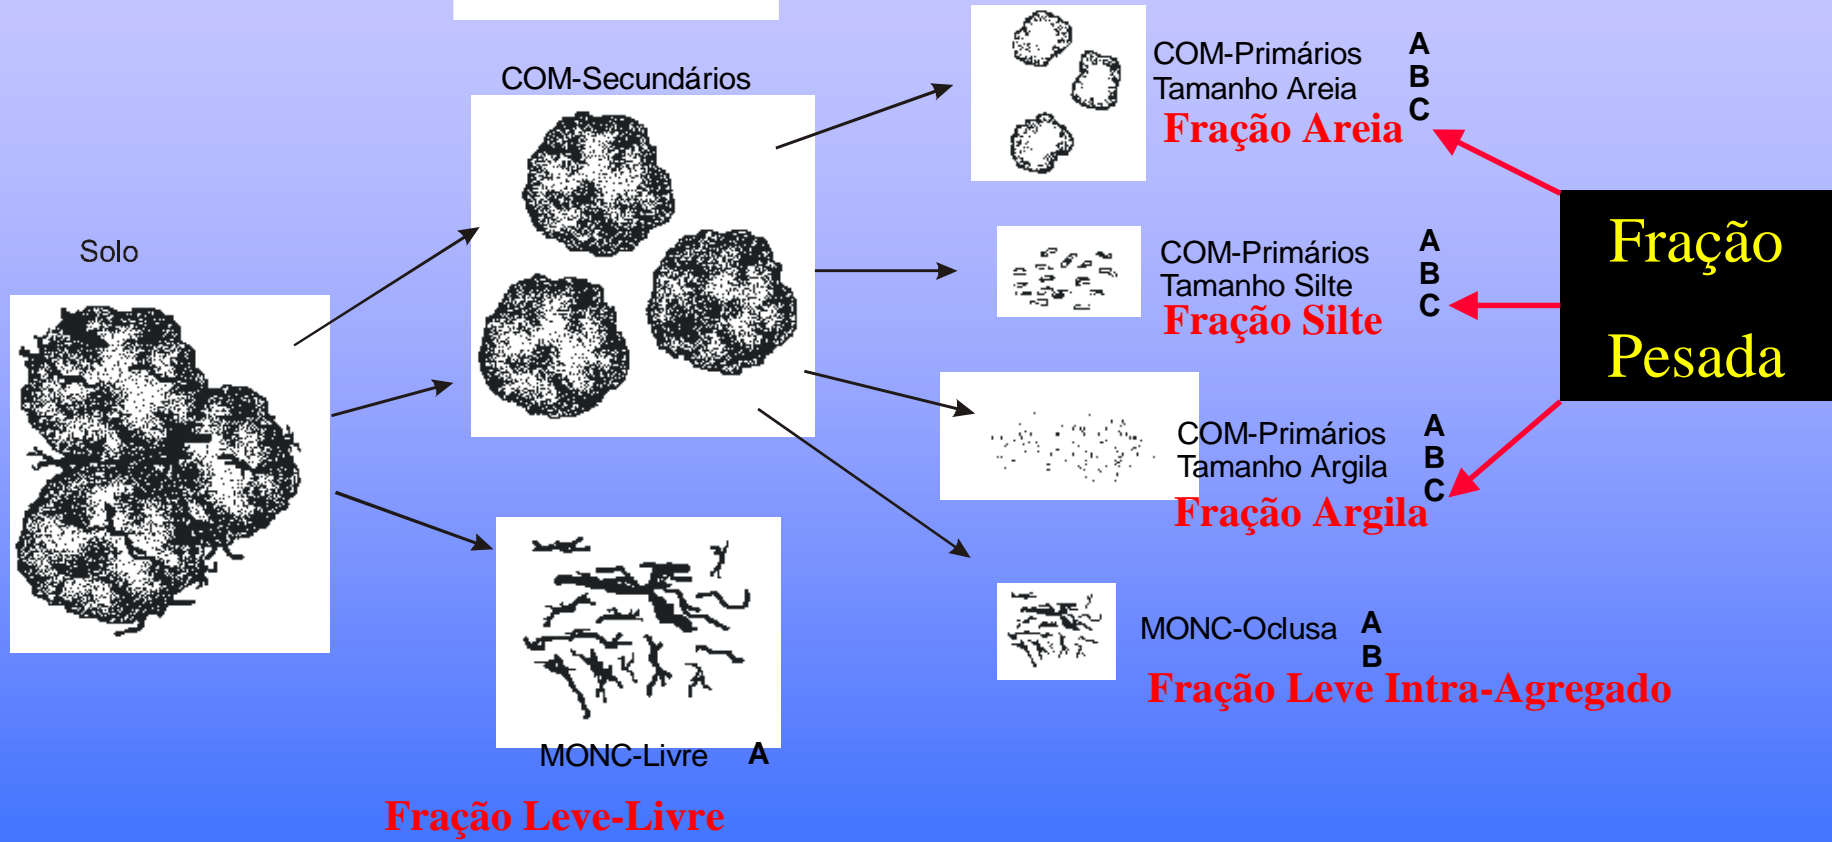 Solo
COM-Secundários
MONC-Livre A
Fração Leve-Livre
COM-Primários A
Tamanho Areia B
C
Fração Areia
COM-Primários A
Tamanho Silte B
C
Fração Silte
COM-Primários A
Tamanho Argila B
C
Fração Argila
MONC-Oclusa A
B
Fração Leve Intra-Agregado
Fração
Pesada